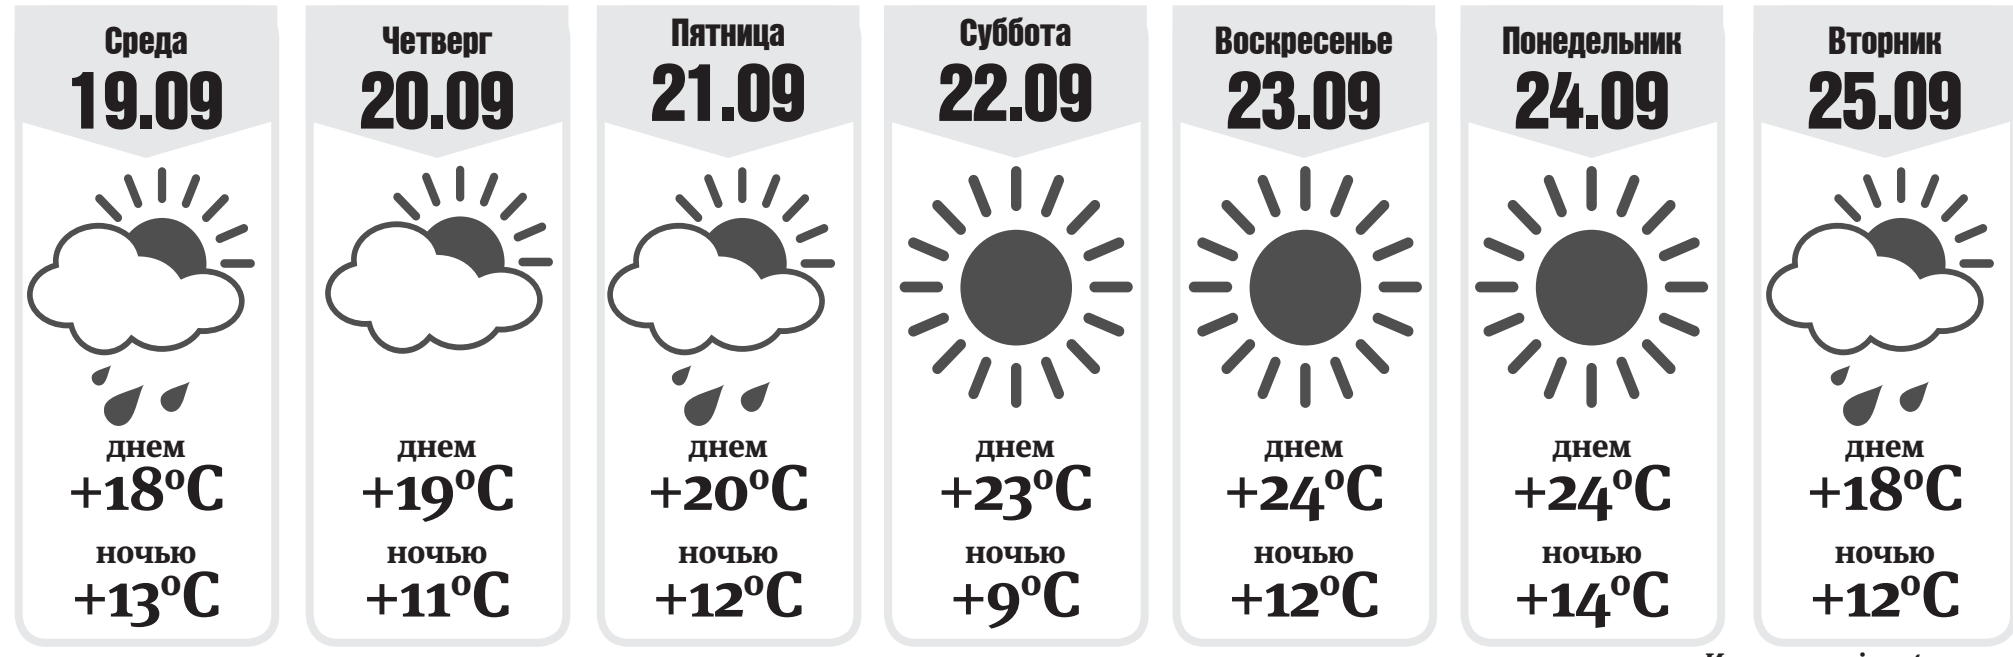 Среда
19.09
днем
+18°С
ночью
+13°С
Четверг
20.09
днем
+19°С
ночью
+11°С
Пятница
21.09
днем
+20°С
ночью
+12°С
Суббота
22.09
днем
+23°С
ночью
+9°С
Воскресенье
23.09
днем
+24°С
ночью
+12°С
Понедельник
24.09
днем
+24°С
ночью
+14°С
Вторник
25.09
днем
+18°С
ночью
+12°С